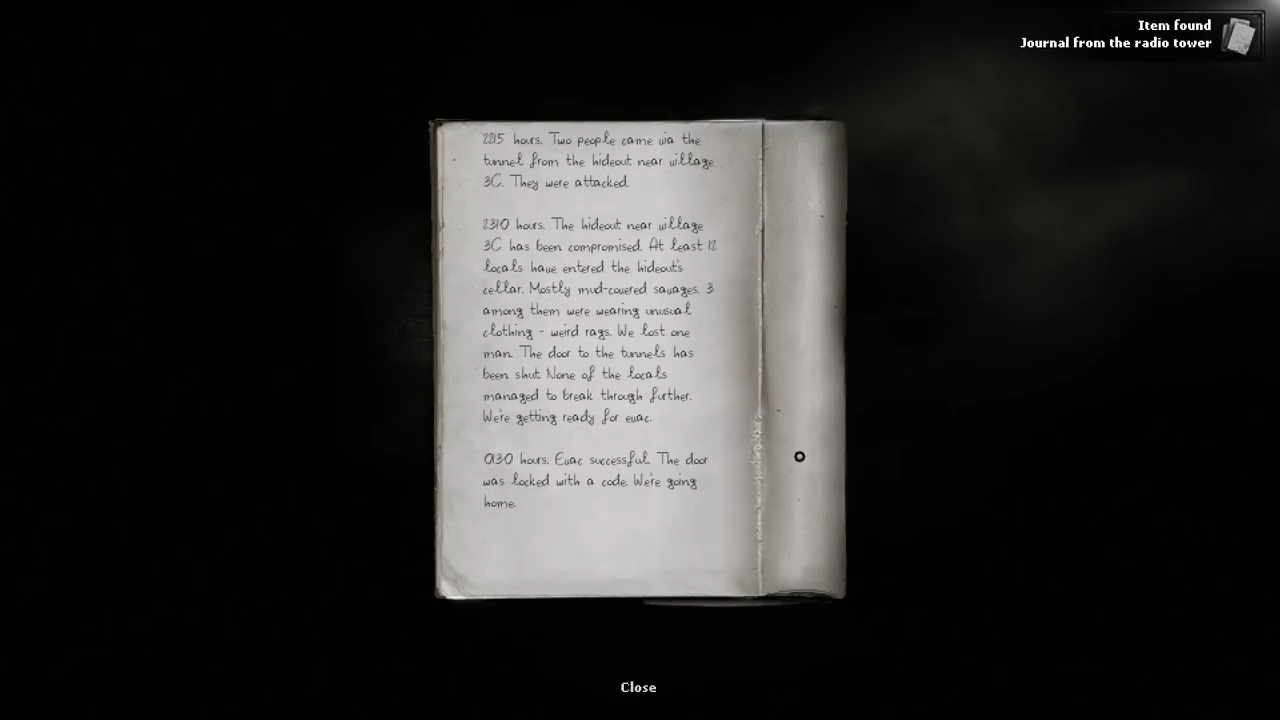 Item found
Journal from the radio tower
2215 hours. Two people came via the
tunnel from the hideout near village
3C. They were attacked.
2310 hours. The hideout near village
3C has been compromised. At least 12
locals have entered the hideout's
cellar. Mostly mud-covered savages. 3
among them were wearing unusual
clothing - weird rags. We lost one
man. The door to the tunnels has
been shut. None of the locals
managed to break through further.
We're getting ready for evac.
0130 hours. Evac successful. The door
was locked with a code. We're going
home.
Close